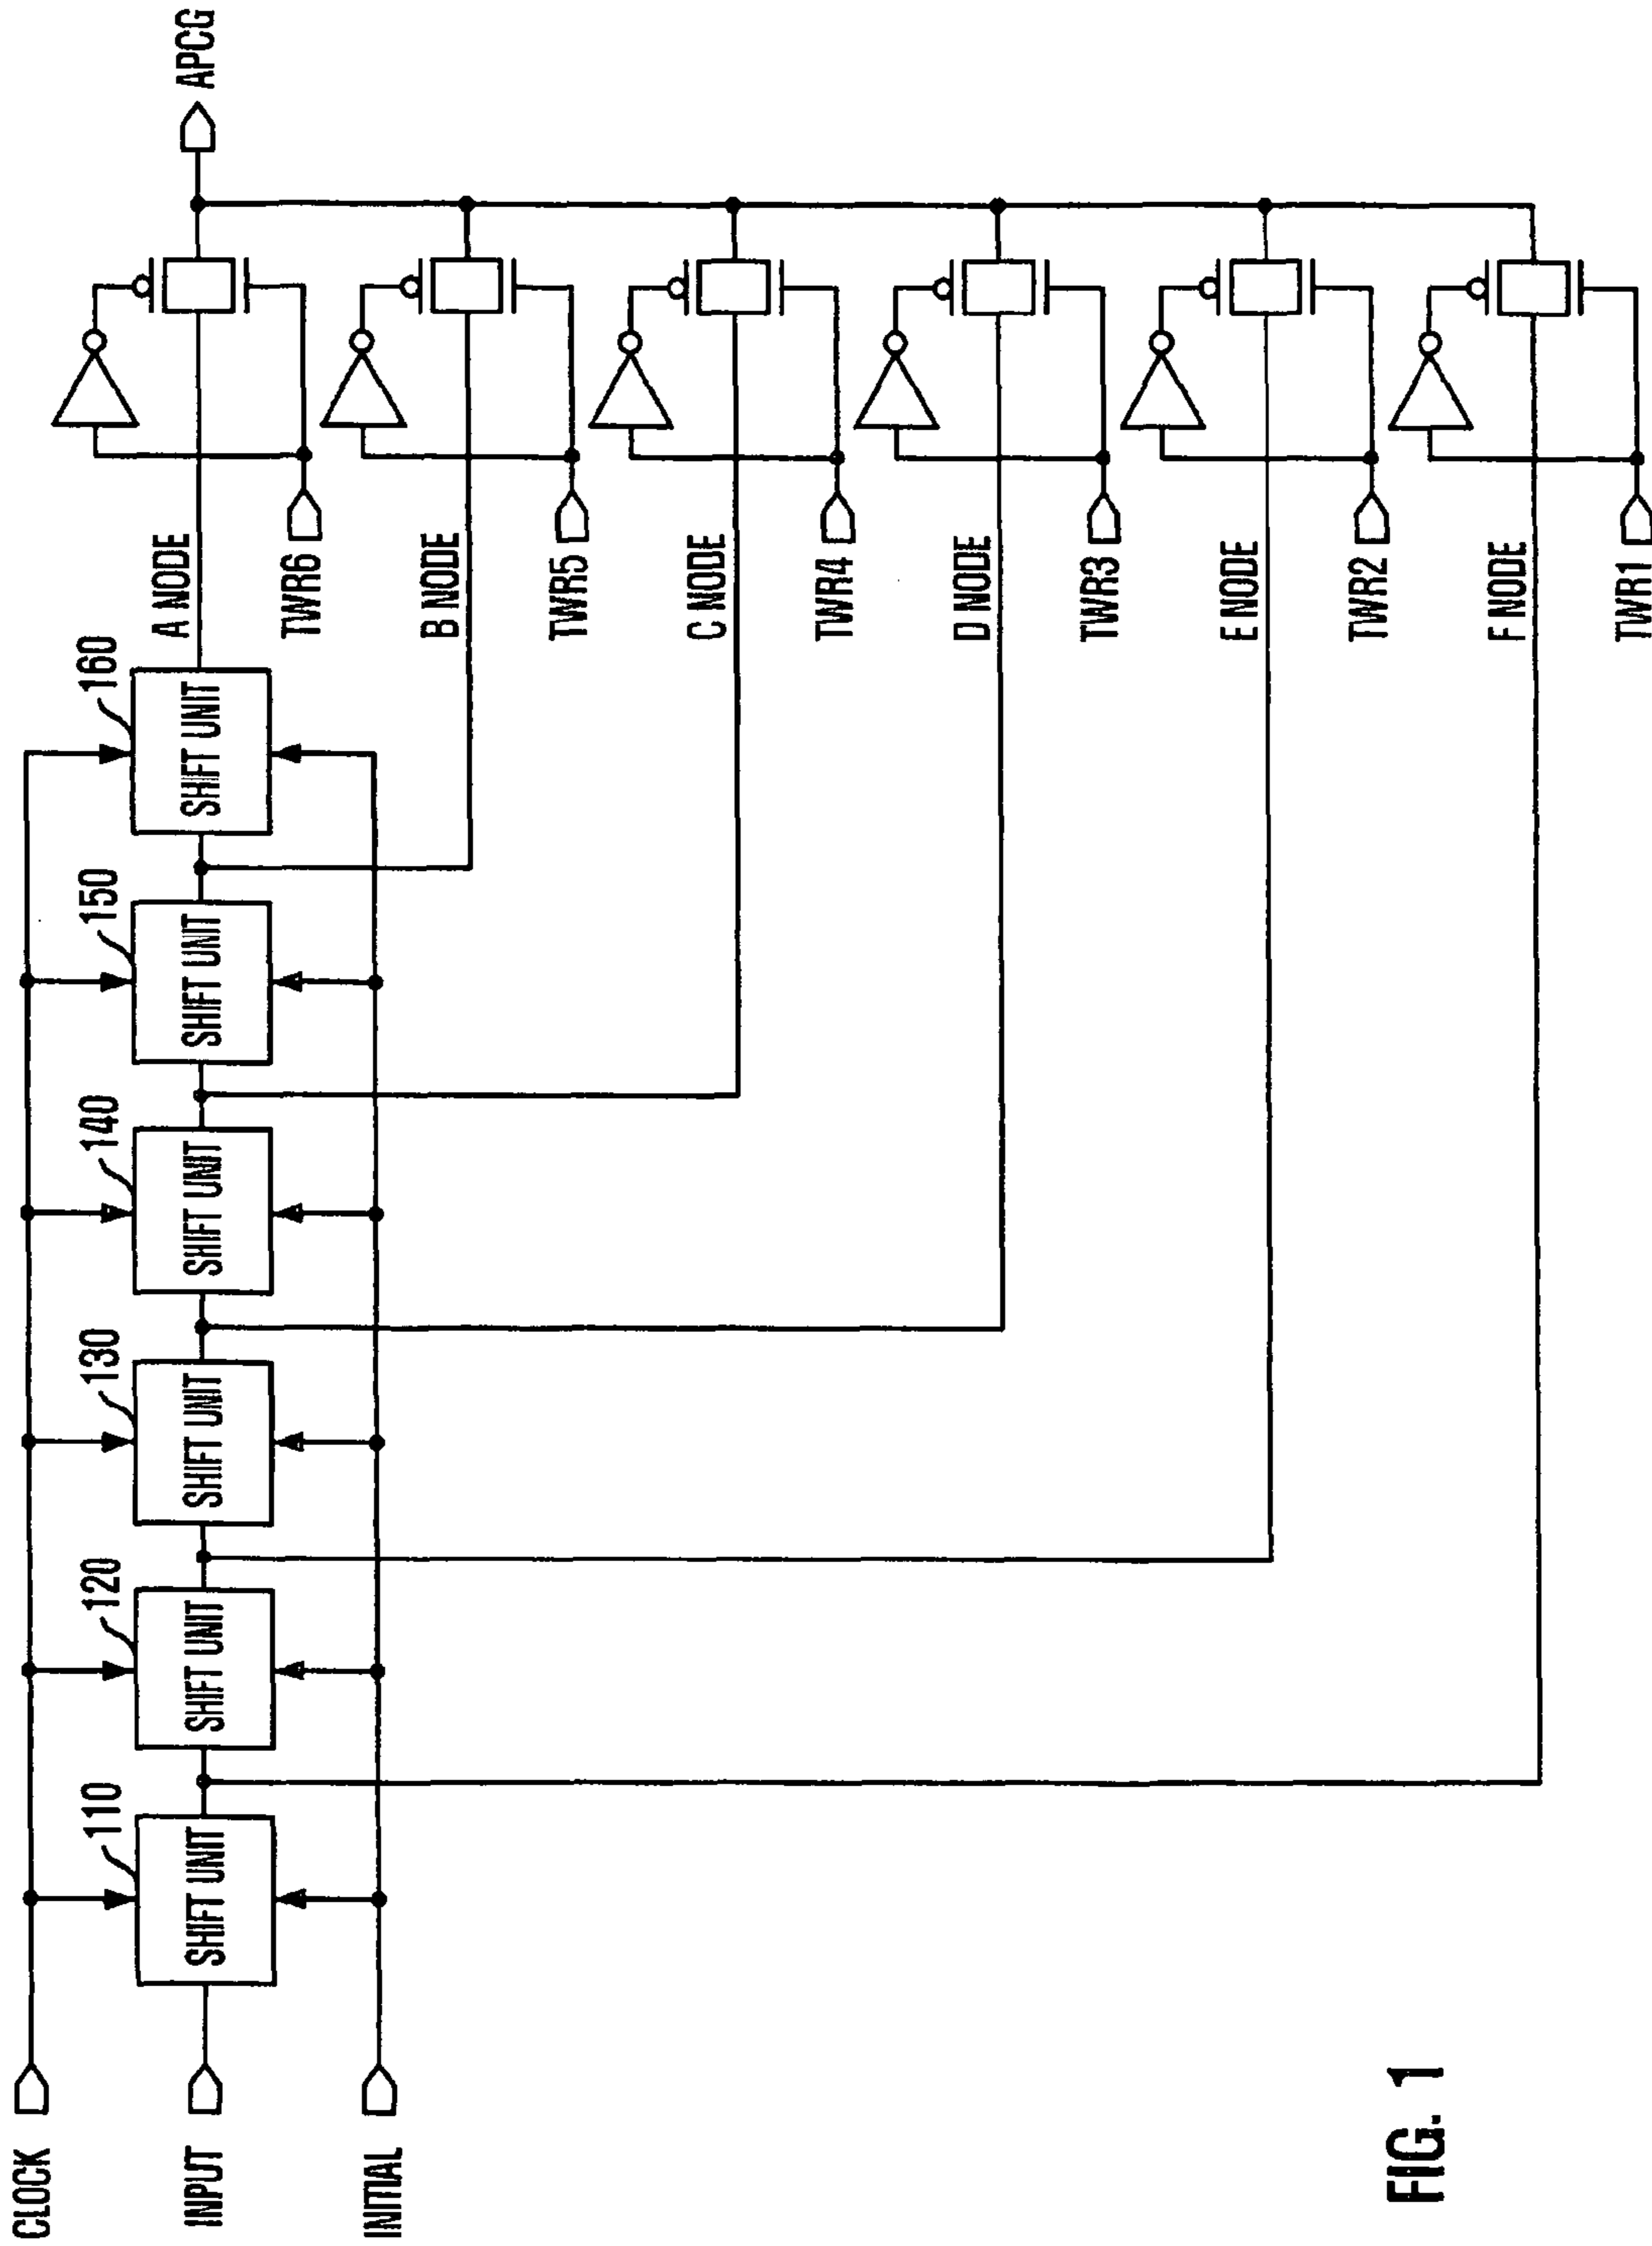 CLOCK
INPUT
INITIAL
110
120
130
140
150
160
SHIFT UNIT
SHIFT UNIT
SHIFT UNIT
SHIFT UNIT
SHIFT UNIT
SHIFT UNIT
A NODE
APCG
TWR6
B NODE
TWR5
C NODE
TWR4
D NODE
TWR3
E NODE
TWR2
F NODE
TWR1
FIG. 1